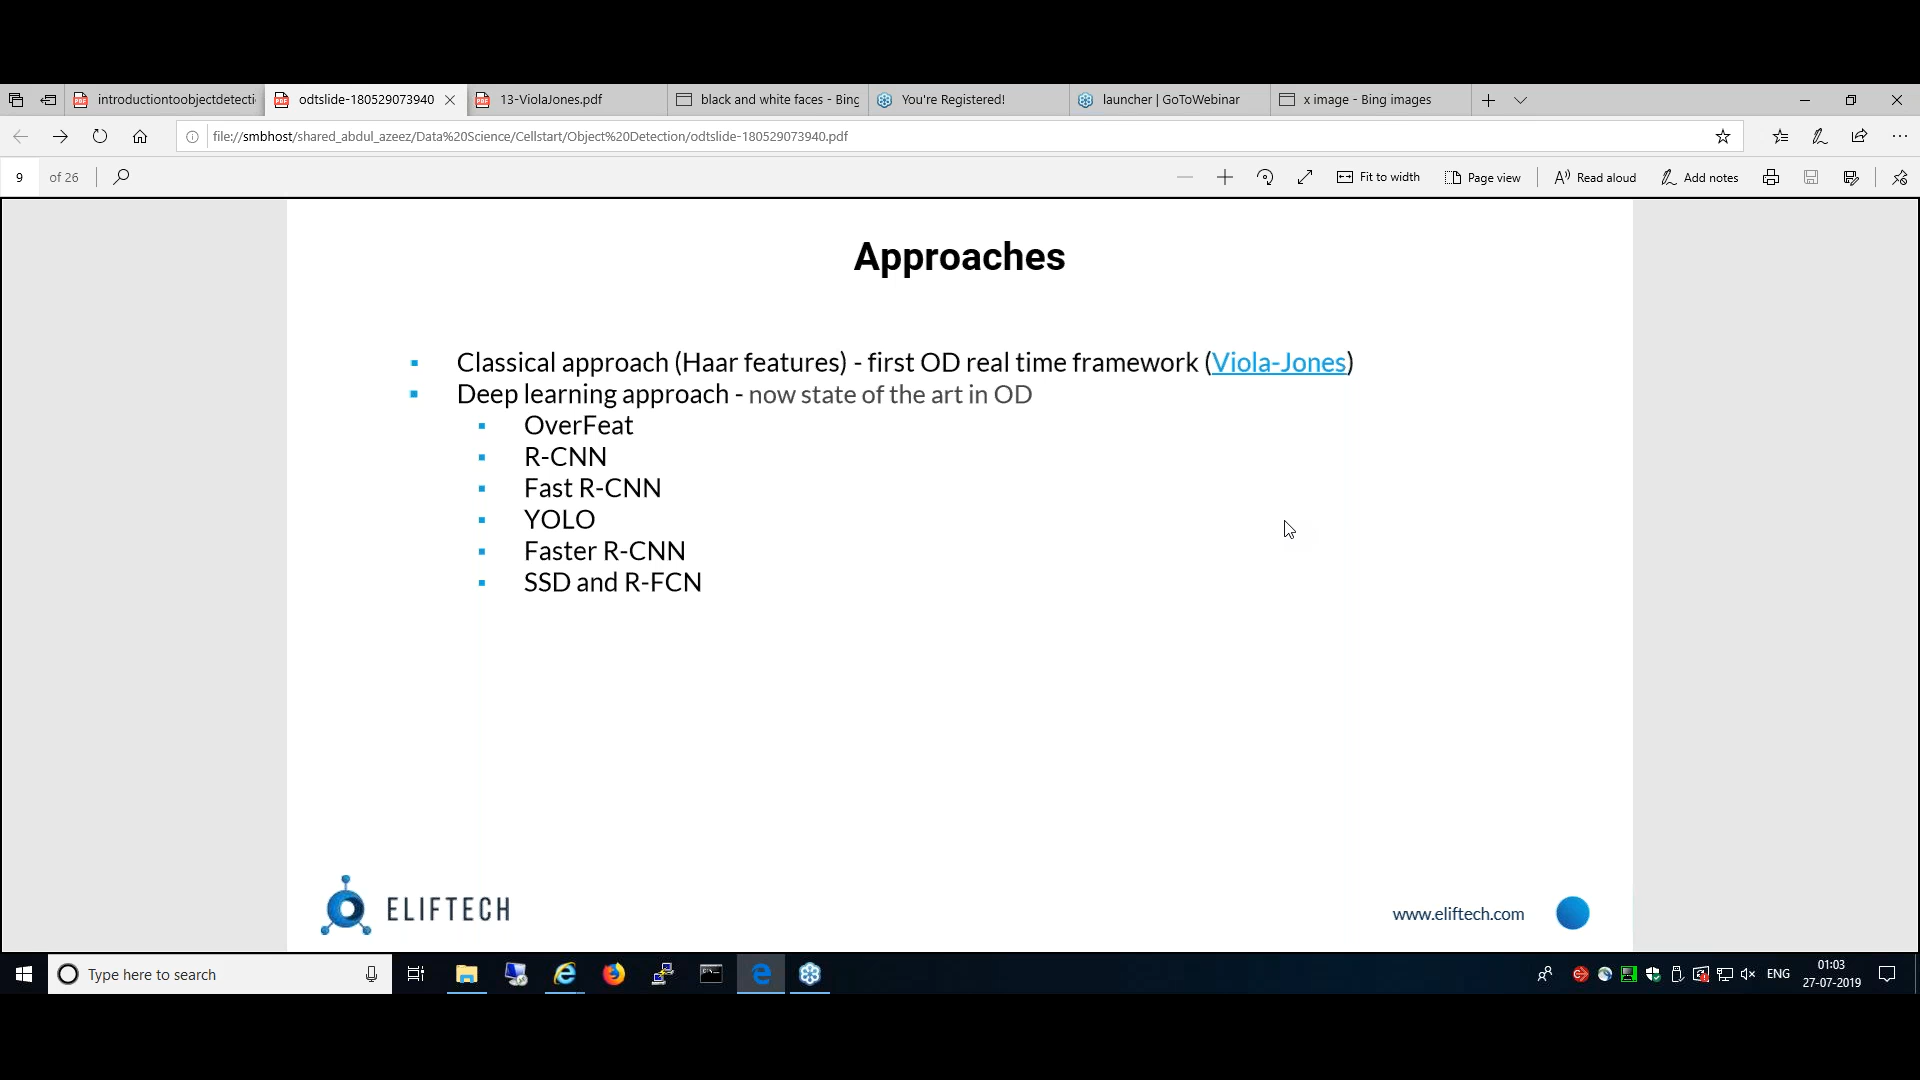 introductiontoobjectdetecti
odtslide-180529073940
13-ViolaJones.pdf
black and white faces - Bing
You're Registered!
launcher | GoToWebinar
x image - Bing images
file://smbhost/shared_abdul_azeez/Data%20Science/Cellstart/Object%20Detection/odtslide-180529073940.pdf
9 of 26
Fit to width
Page view
Read aloud
Add notes
Approaches
Classical approach (Haar features) - first OD real time framework (Viola-Jones)
Deep learning approach - now state of the art in OD
OverFeat
R-CNN
Fast R-CNN
YOLO
Faster R-CNN
SSD and R-FCN
ELIFTECH
www.eliftech.com
Type here to search
ENG
01:03
27-07-2019